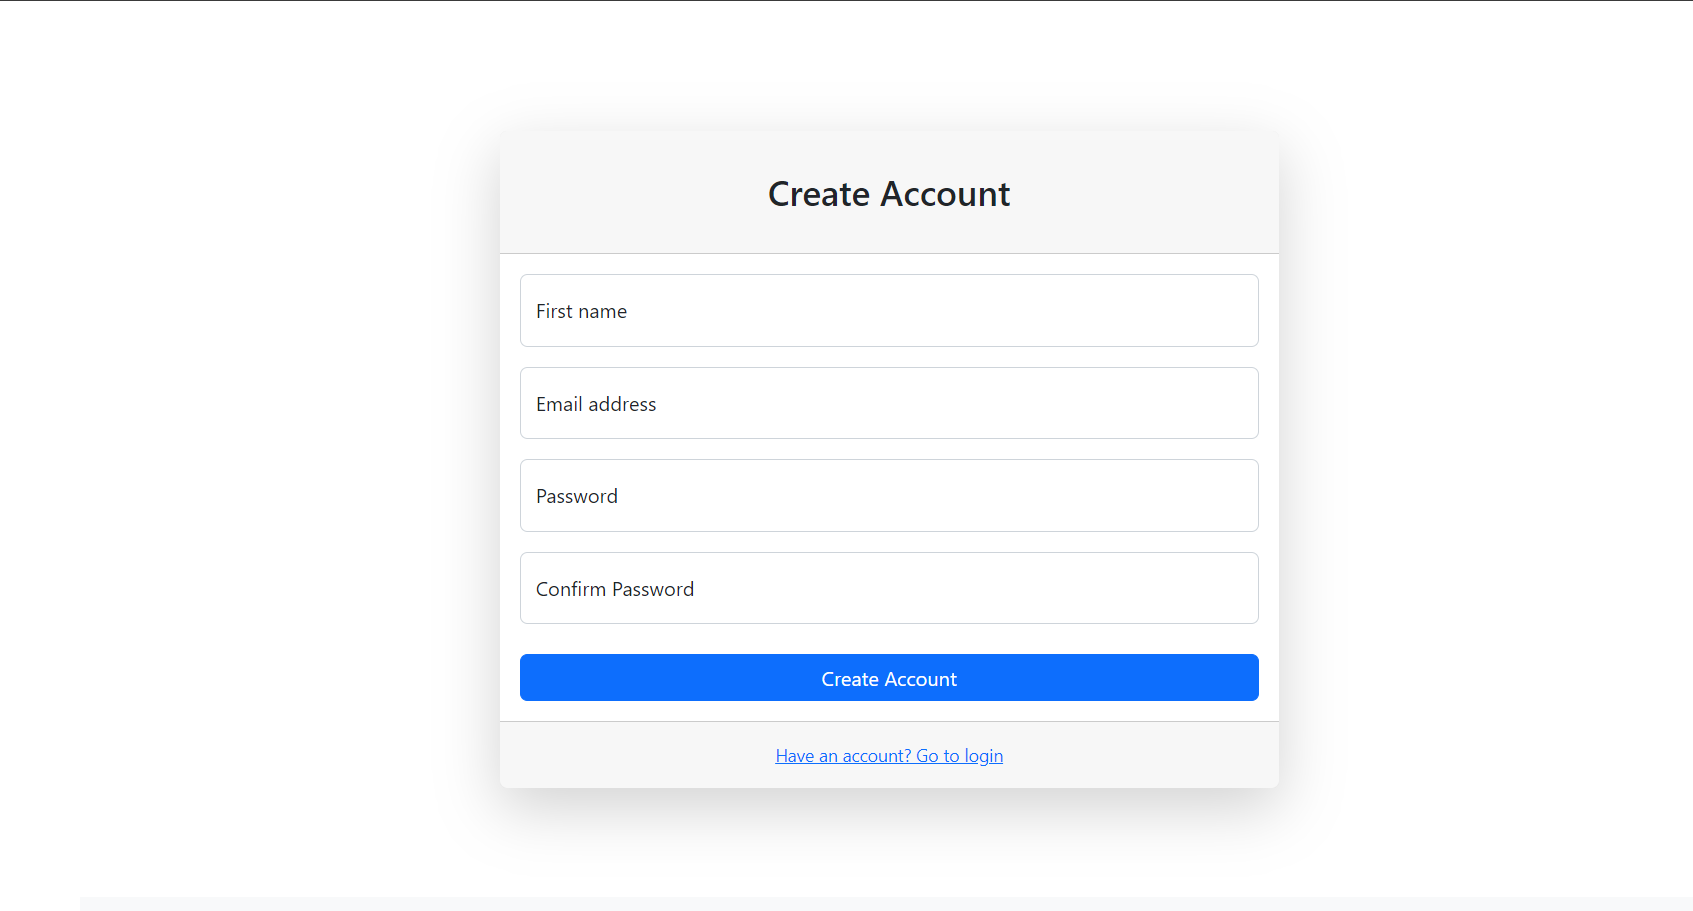 Create Account
First name
Email address
Password
Confirm Password
Create Account
Have an account? Go to login